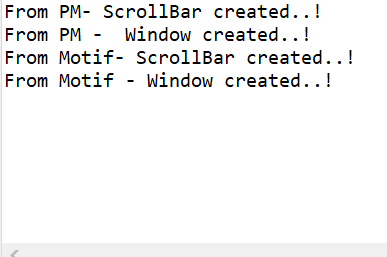 From PM- ScrollBar created..!
From PM -  Window created..!
From Motif- ScrollBar created..!
From Motif - Window created..!